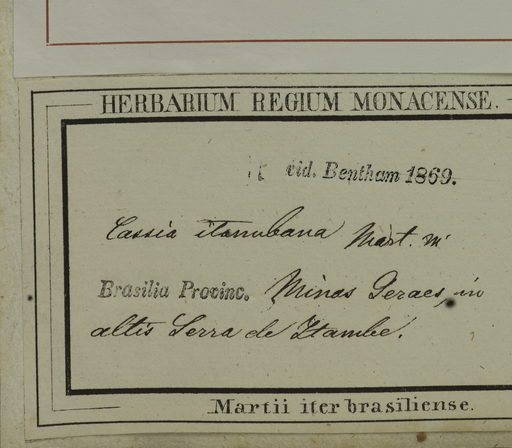 HERBARIUM REGIUM MONACENSE.
vid. Bentham 1869.
Cassia itambana Mart. m
Brasilia Provinc. Minas Geraes, in
altis Serra de Itambe.
Martii iter brasiliense.